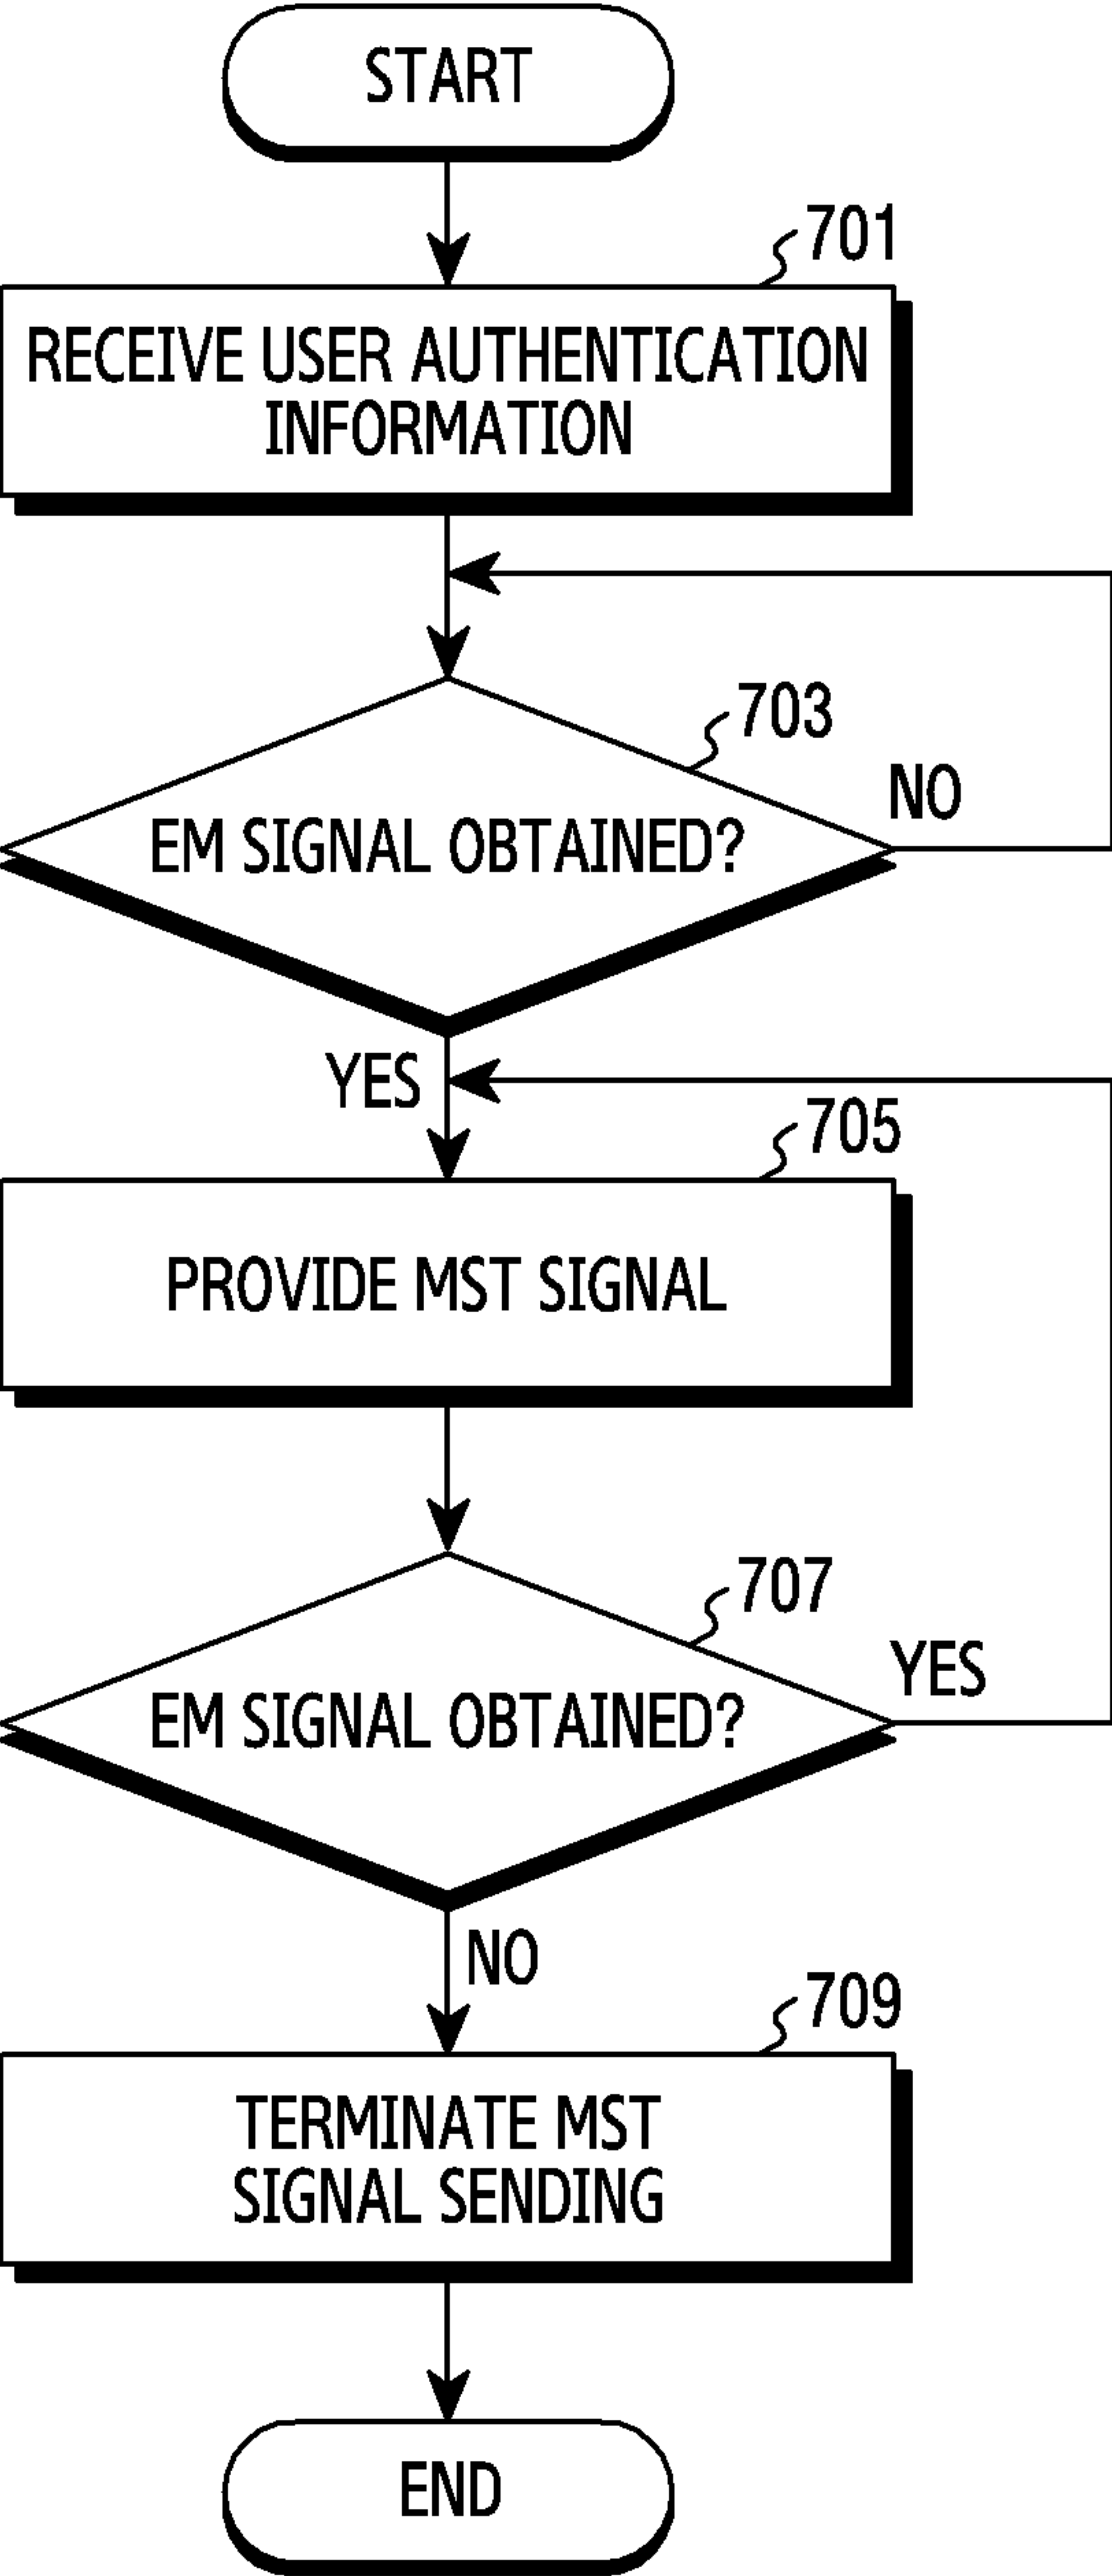 START
701
RECEIVE USER AUTHENTICATION
INFORMATION
703
NO
EM SIGNAL OBTAINED?
YES
705
PROVIDE MST SIGNAL
707
YES
EM SIGNAL OBTAINED?
NO
709
TERMINATE MST
SIGNAL SENDING
END